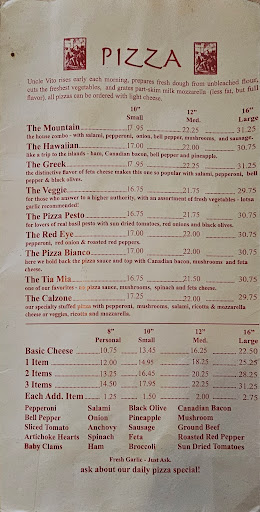 PIZZA
Uncle Vito rises early each morning, prepares fresh dough from unbleached flour,
cuts the freshest vegetables, and grates part-skim milk mozzarella (less fat, but full
flavor), all pizzas can be ordered with light cheese.
10" 12" 16"
Small Med. Large
The Mountain 17.95 22.25 31.25
the house combo - with salami, pepperoni, onion, bell pepper, mushrooms, and sausage.
The Hawaiian 17.00 22.00 30.75
like a trip to the islands - ham, Canadian bacon, bell pepper and pineapple.
The Greek 17.95 22.25 31.25
the distinctive flavor of feta cheese makes this one so popular with salami, pepperoni, bell
pepper & black olives.
The Veggie 16.75 21.75 29.75
for those who answer to a higher authority, with an assortment of fresh vegetables - lotsa
garlic recommended!
The Pizza Pesto 16.75 21.75 30.75
for lovers of real basil pesto with sun dried tomatoes, red onions and black olives.
The Red Eye 17.00 22.00 30.75
pepperoni, red onion & roasted red peppers.
The Pizza Bianco 17.00 22.00 30.75
here we hold back the pizza sauce and top with Canadian bacon, mushrooms and feta
cheese.
The Tia Mia 16.75 21.50 30.75
one of our favorites - no pizza sauce, mushrooms, spinach and feta cheese.
The Calzone 17.25 22.00 29.75
our specialty stuffed pizza with pepperoni, mushrooms, salami, ricotta & mozzarella
cheese or veggies, ricotta and mozzarella.
8" 10" 12" 16"
Personal Small Med. Large
Basic Cheese 10.75 13.45 16.25 22.50
1 Item 12.00 14.95 18.25 25.75
2 Items 13.25 16.45 20.25 28.25
3 Items 14.50 17.95 22.25 31.25
Each Add. Item 1.25 1.50 2.00 2.75
Pepperoni Salami Black Olive Canadian Bacon
Bell Pepper Onion Pineapple Mushroom
Sliced Tomato Anchovy Sausage Ground Beef
Artichoke Hearts Spinach Feta Roasted Red Pepper
Baby Clams Ham Broccoli Sun Dried Tomatoes
Fresh Garlic - Just Ask.
ask about our daily pizza special!